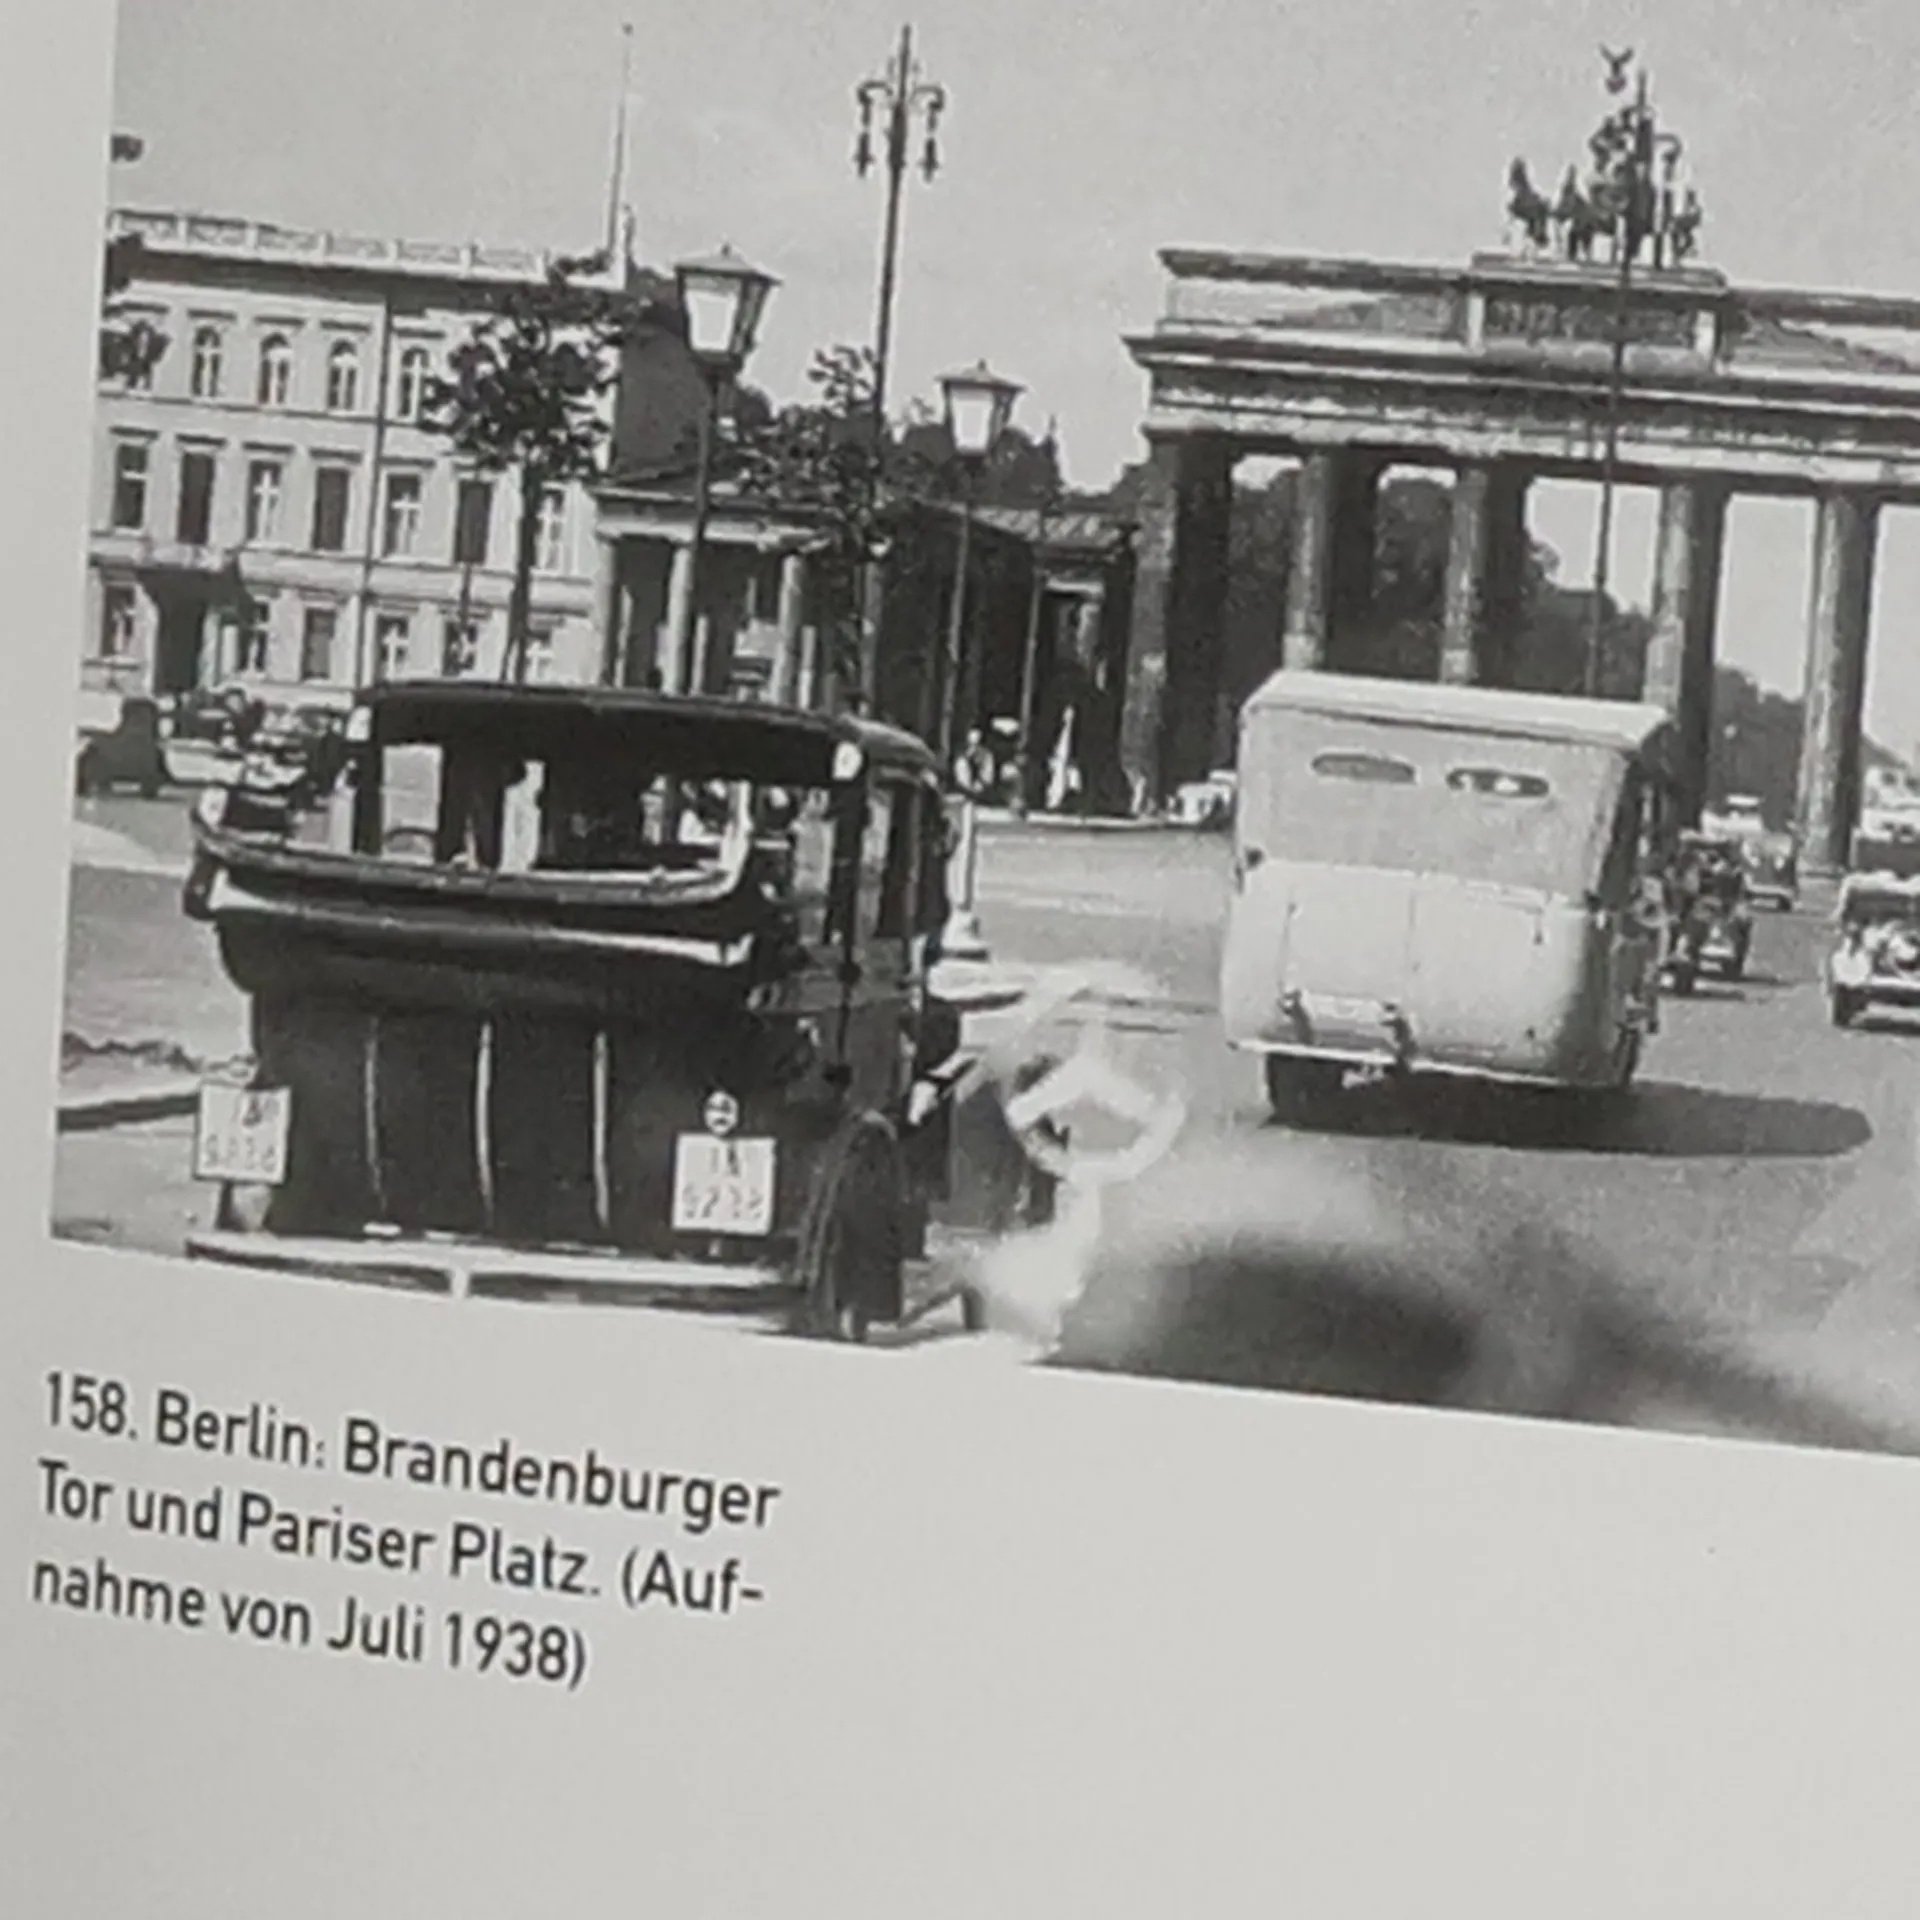 158. Berlin: Brandenburger
Tor und Pariser Platz. (Auf-
nahme von Juli 1938)